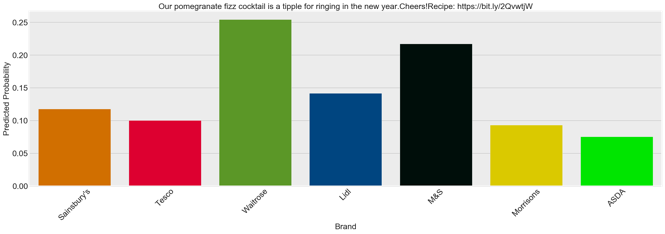 Our pomegranate fizz cocktail is a tipple for ringing in the new year.Cheers!Recipe: https://bit.ly/2QvwtjW
Predicted Probability
0.25
0.20
0.15
0.10
0.05
0.00
Sainsbury's
Tesco
Waitrose
Lidl
M&S
Morrisons
ASDA
Brand